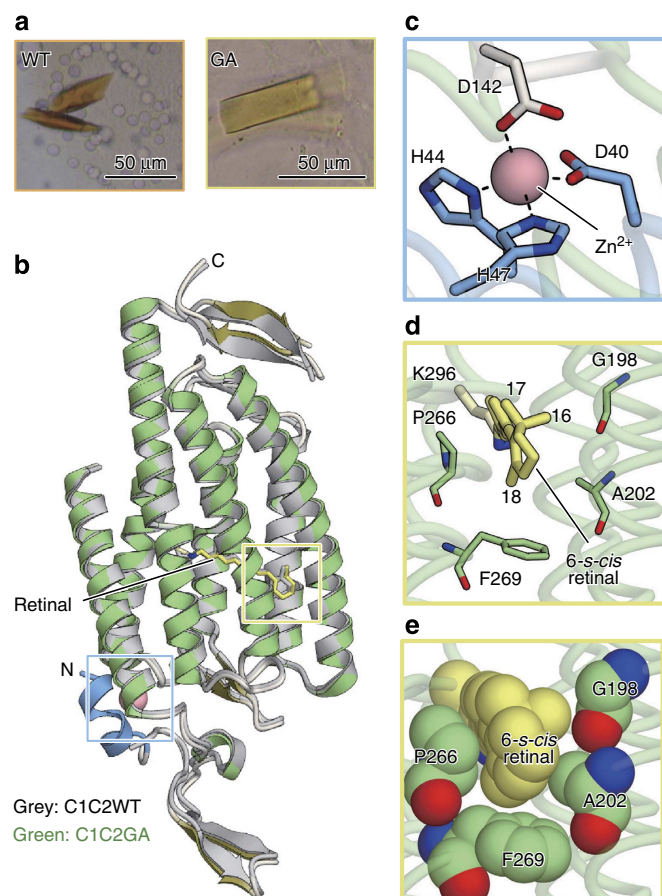 a
WT
50 μm
GA
50 μm
b
C
Retinal
N
Grey: C1C2WT
Green: C1C2GA
c
D142
H44
D40
Zn²⁺
H47
d
K296
17
16
G198
P266
18
A202
F269
6-s-cis
retinal
e
G198
6-s-cis
retinal
P266
A202
F269